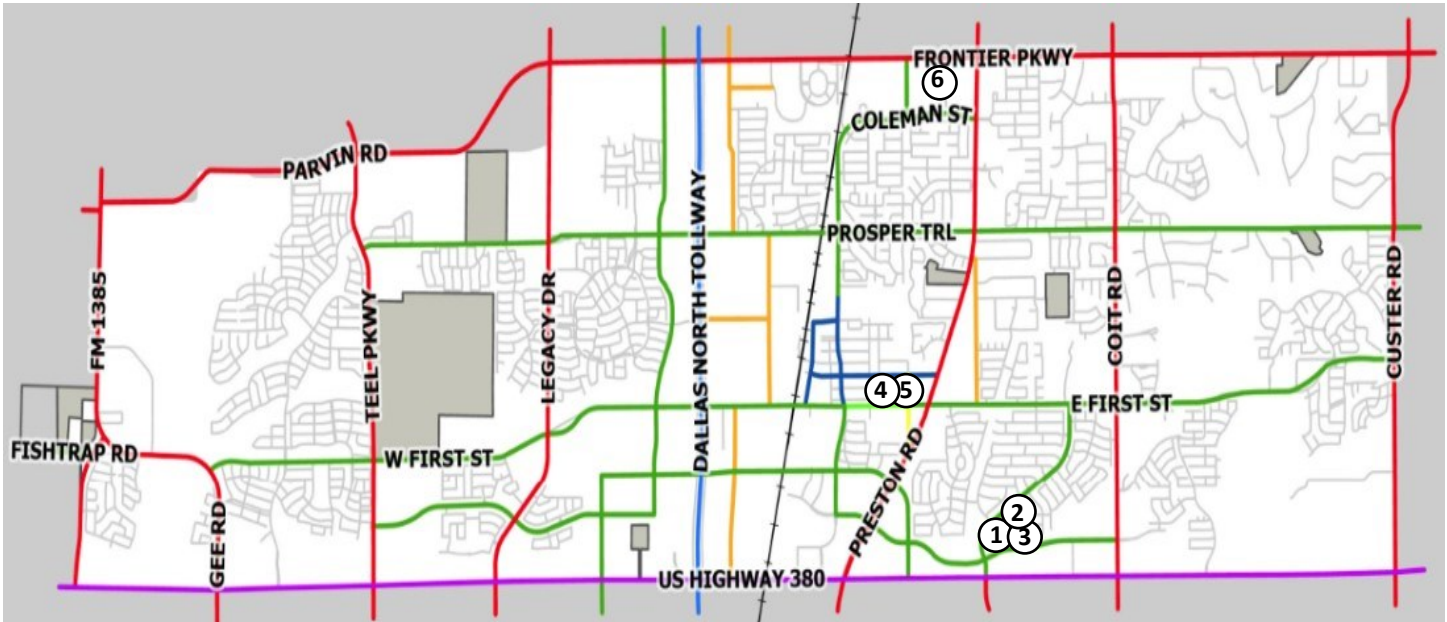 FRONTIER PKWY
6
COLEMAN ST
PARVIN RD
PROSPER TRL
DALLAS NORTH TOLLWAY
FM 1385
TEEL PKWY
LEGACY DR
COIT RD
CUSTER RD
4
5
E FIRST ST
FISHTRAP RD
W FIRST ST
PRESTON RD
GEE RD
2
1
3
US HIGHWAY 380